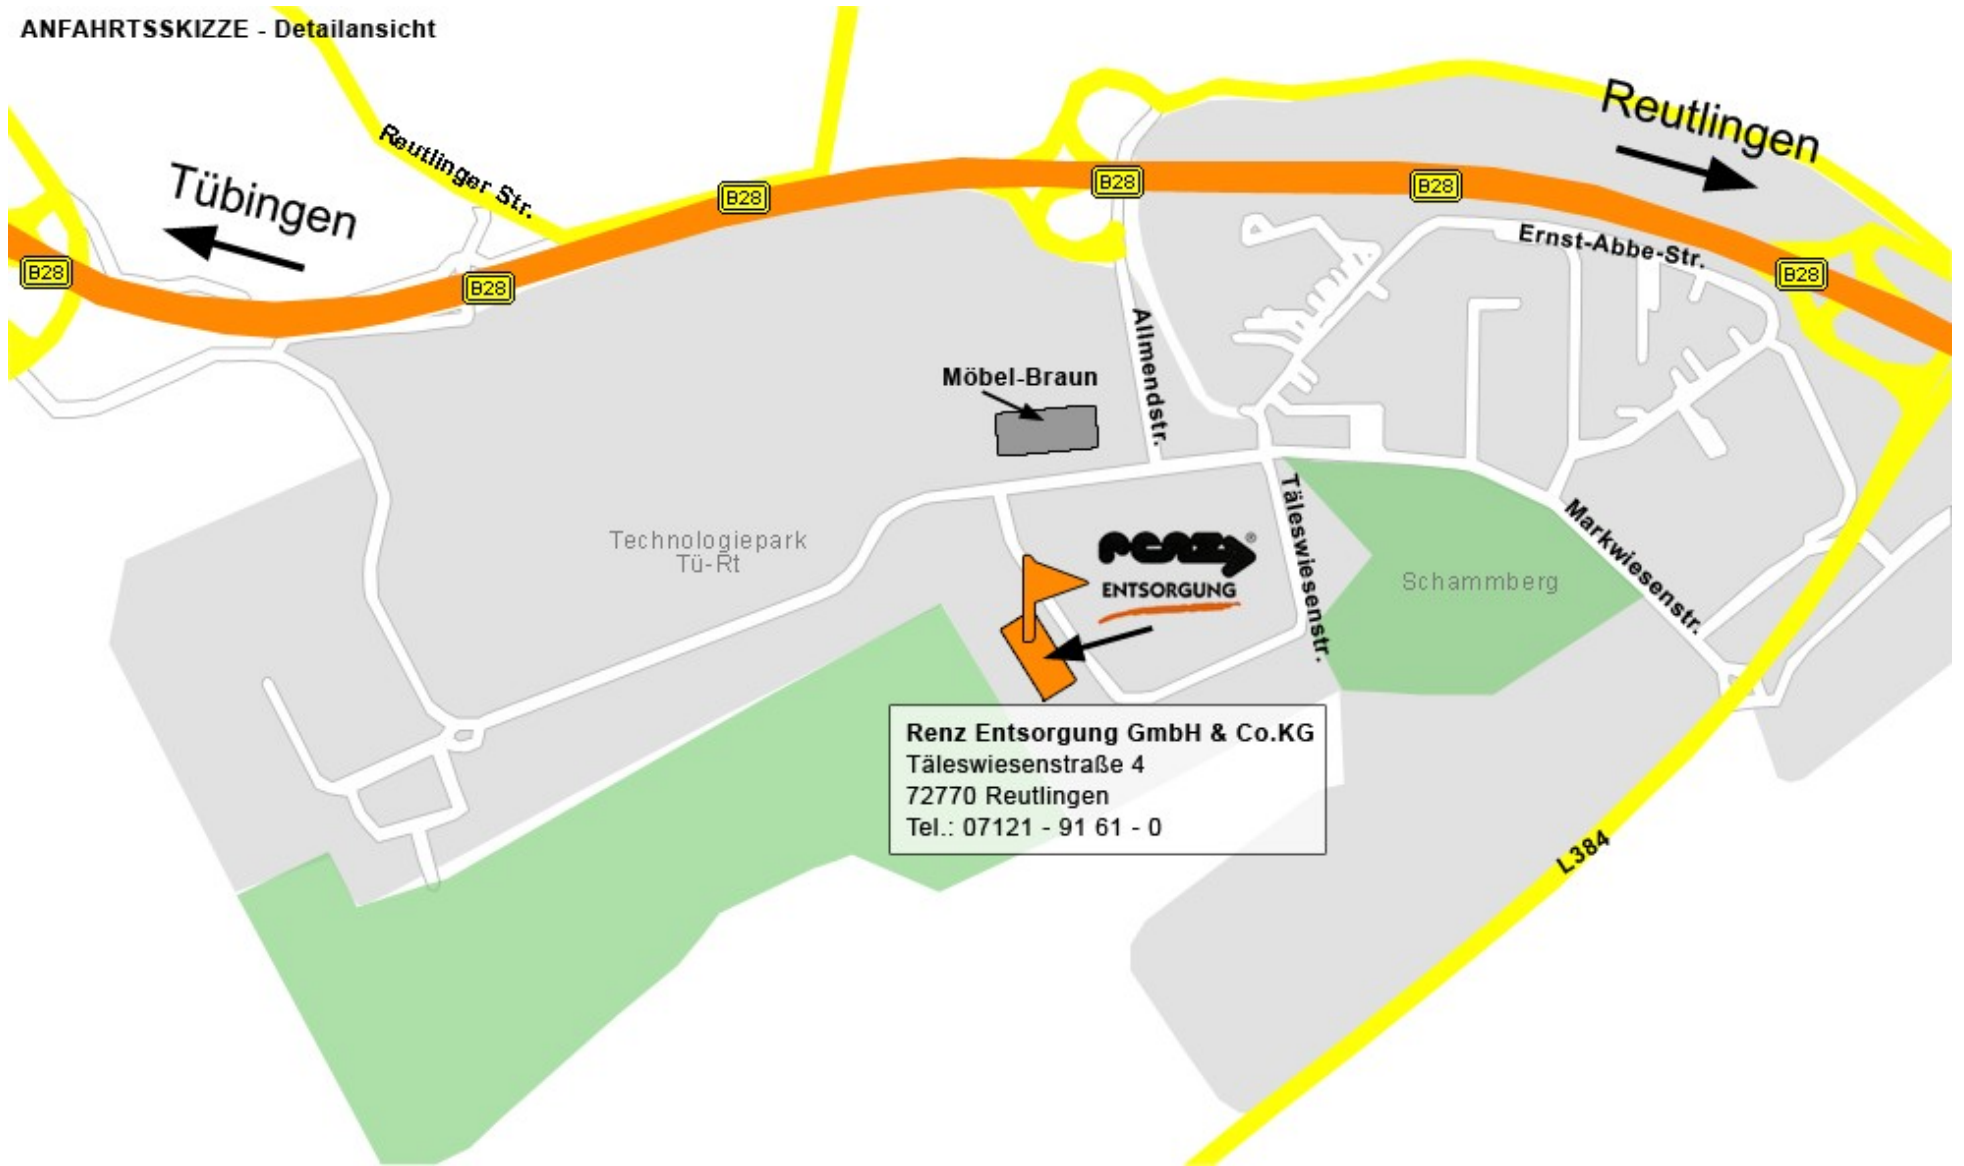 ANFAHRTSSKIZZE - Detailansicht
Reutlingen
Reutlinger Str.
Tübingen
B28
B28
B28
B28
B28
B28
Ernst-Abbe-Str.
Allmendstr.
Möbel-Braun
Täleswiesenstr.
Markwiesenstr.
Technologiepark
Tü-Rt
renz®
ENTSORGUNG
Schammberg
Renz Entsorgung GmbH & Co.KG
Täleswiesenstraße 4
72770 Reutlingen
Tel.: 07121 - 91 61 - 0
L384